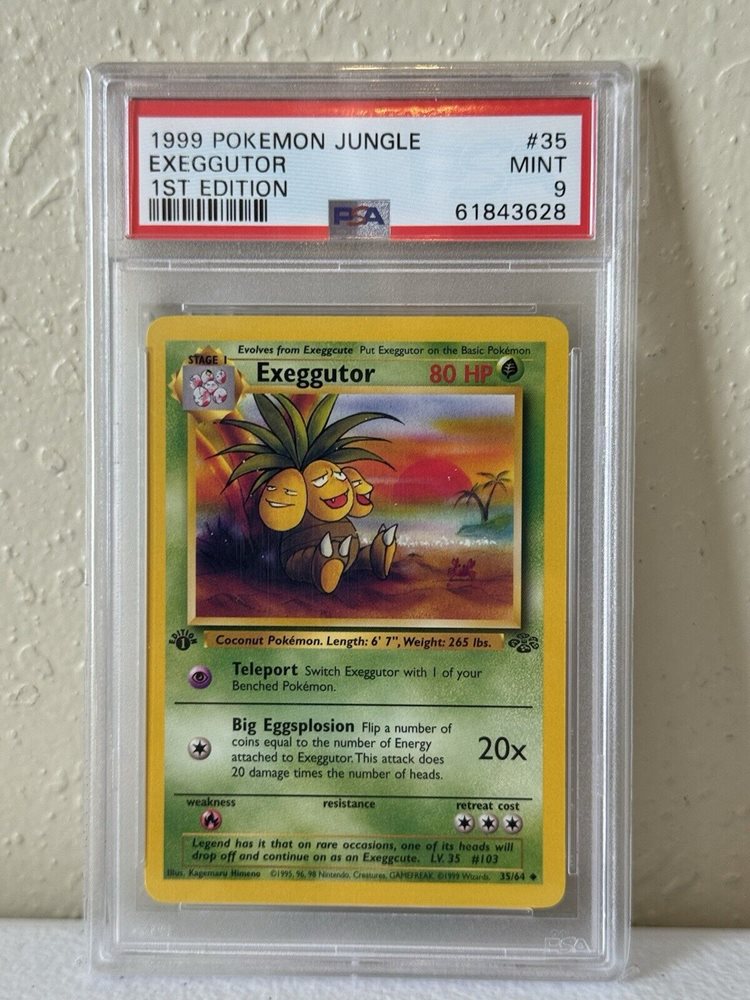 1999 POKEMON JUNGLE #35
EXEGGUTOR MINT
1ST EDITION 9
PSA 61843628
Evolves from Exeggcute Put Exeggutor on the Basic Pokémon
STAGE 1
Exeggutor 80 HP
EDITION 1
Coconut Pokémon. Length: 6' 7", Weight: 265 lbs.
Teleport Switch Exeggutor with 1 of your
Benched Pokémon.
Big Eggsplosion Flip a number of
coins equal to the number of Energy
attached to Exeggutor. This attack does
20 damage times the number of heads.
20x
weakness resistance retreat cost
Legend has it that on rare occasions, one of its heads will
drop off and continue on as an Exeggcute. LV. 35 #103
Illus. Kagemaru Himeno ©1995, 96, 98 Nintendo, Creatures, GAMEFREAK. ©1999 Wizards. 35/64
PSA